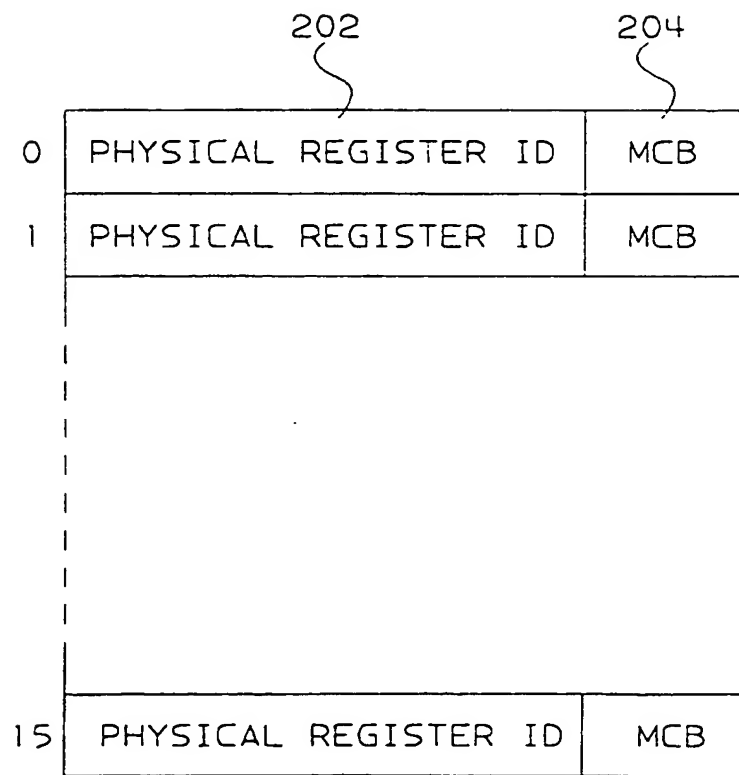 202 204
0 PHYSICAL REGISTER ID MCB
1 PHYSICAL REGISTER ID MCB
15 PHYSICAL REGISTER ID MCB